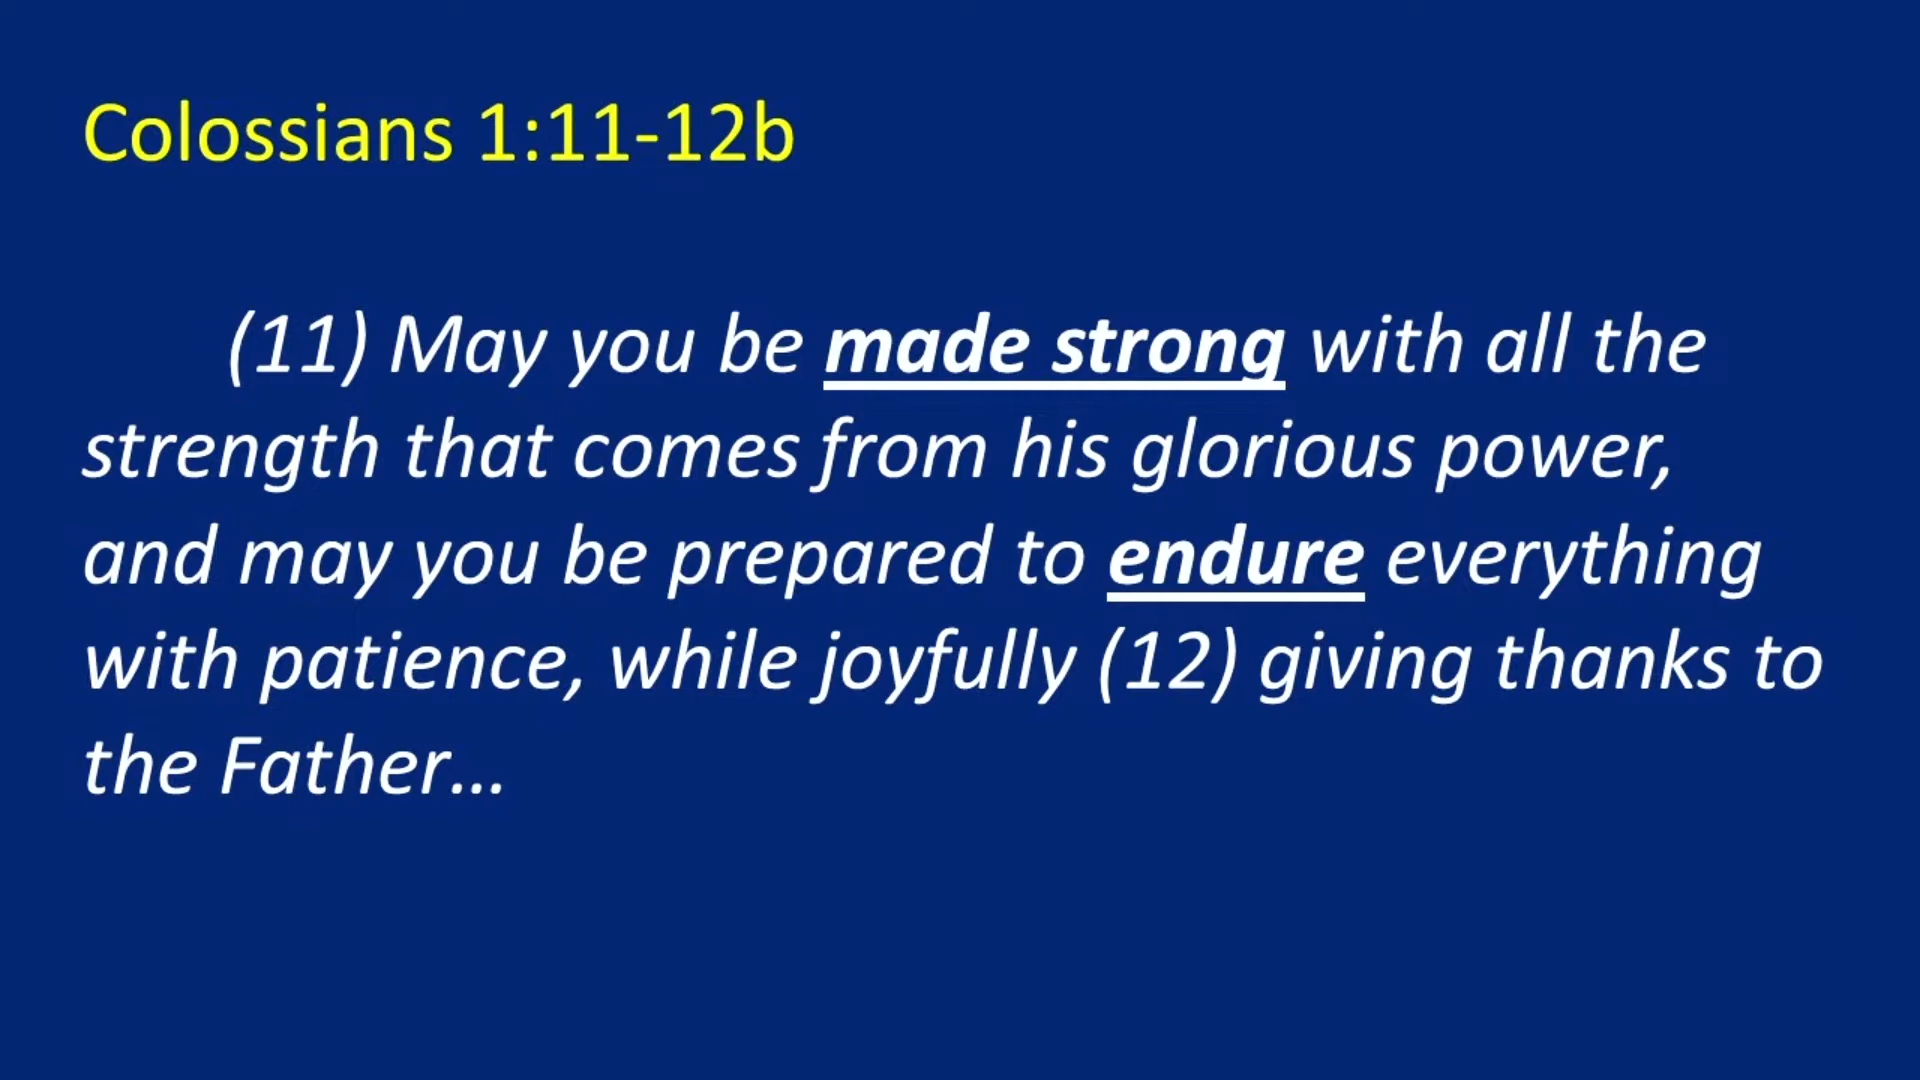 Colossians 1:11-12b
(11) May you be made strong with all the
strength that comes from his glorious power,
and may you be prepared to endure everything
with patience, while joyfully (12) giving thanks to
the Father...